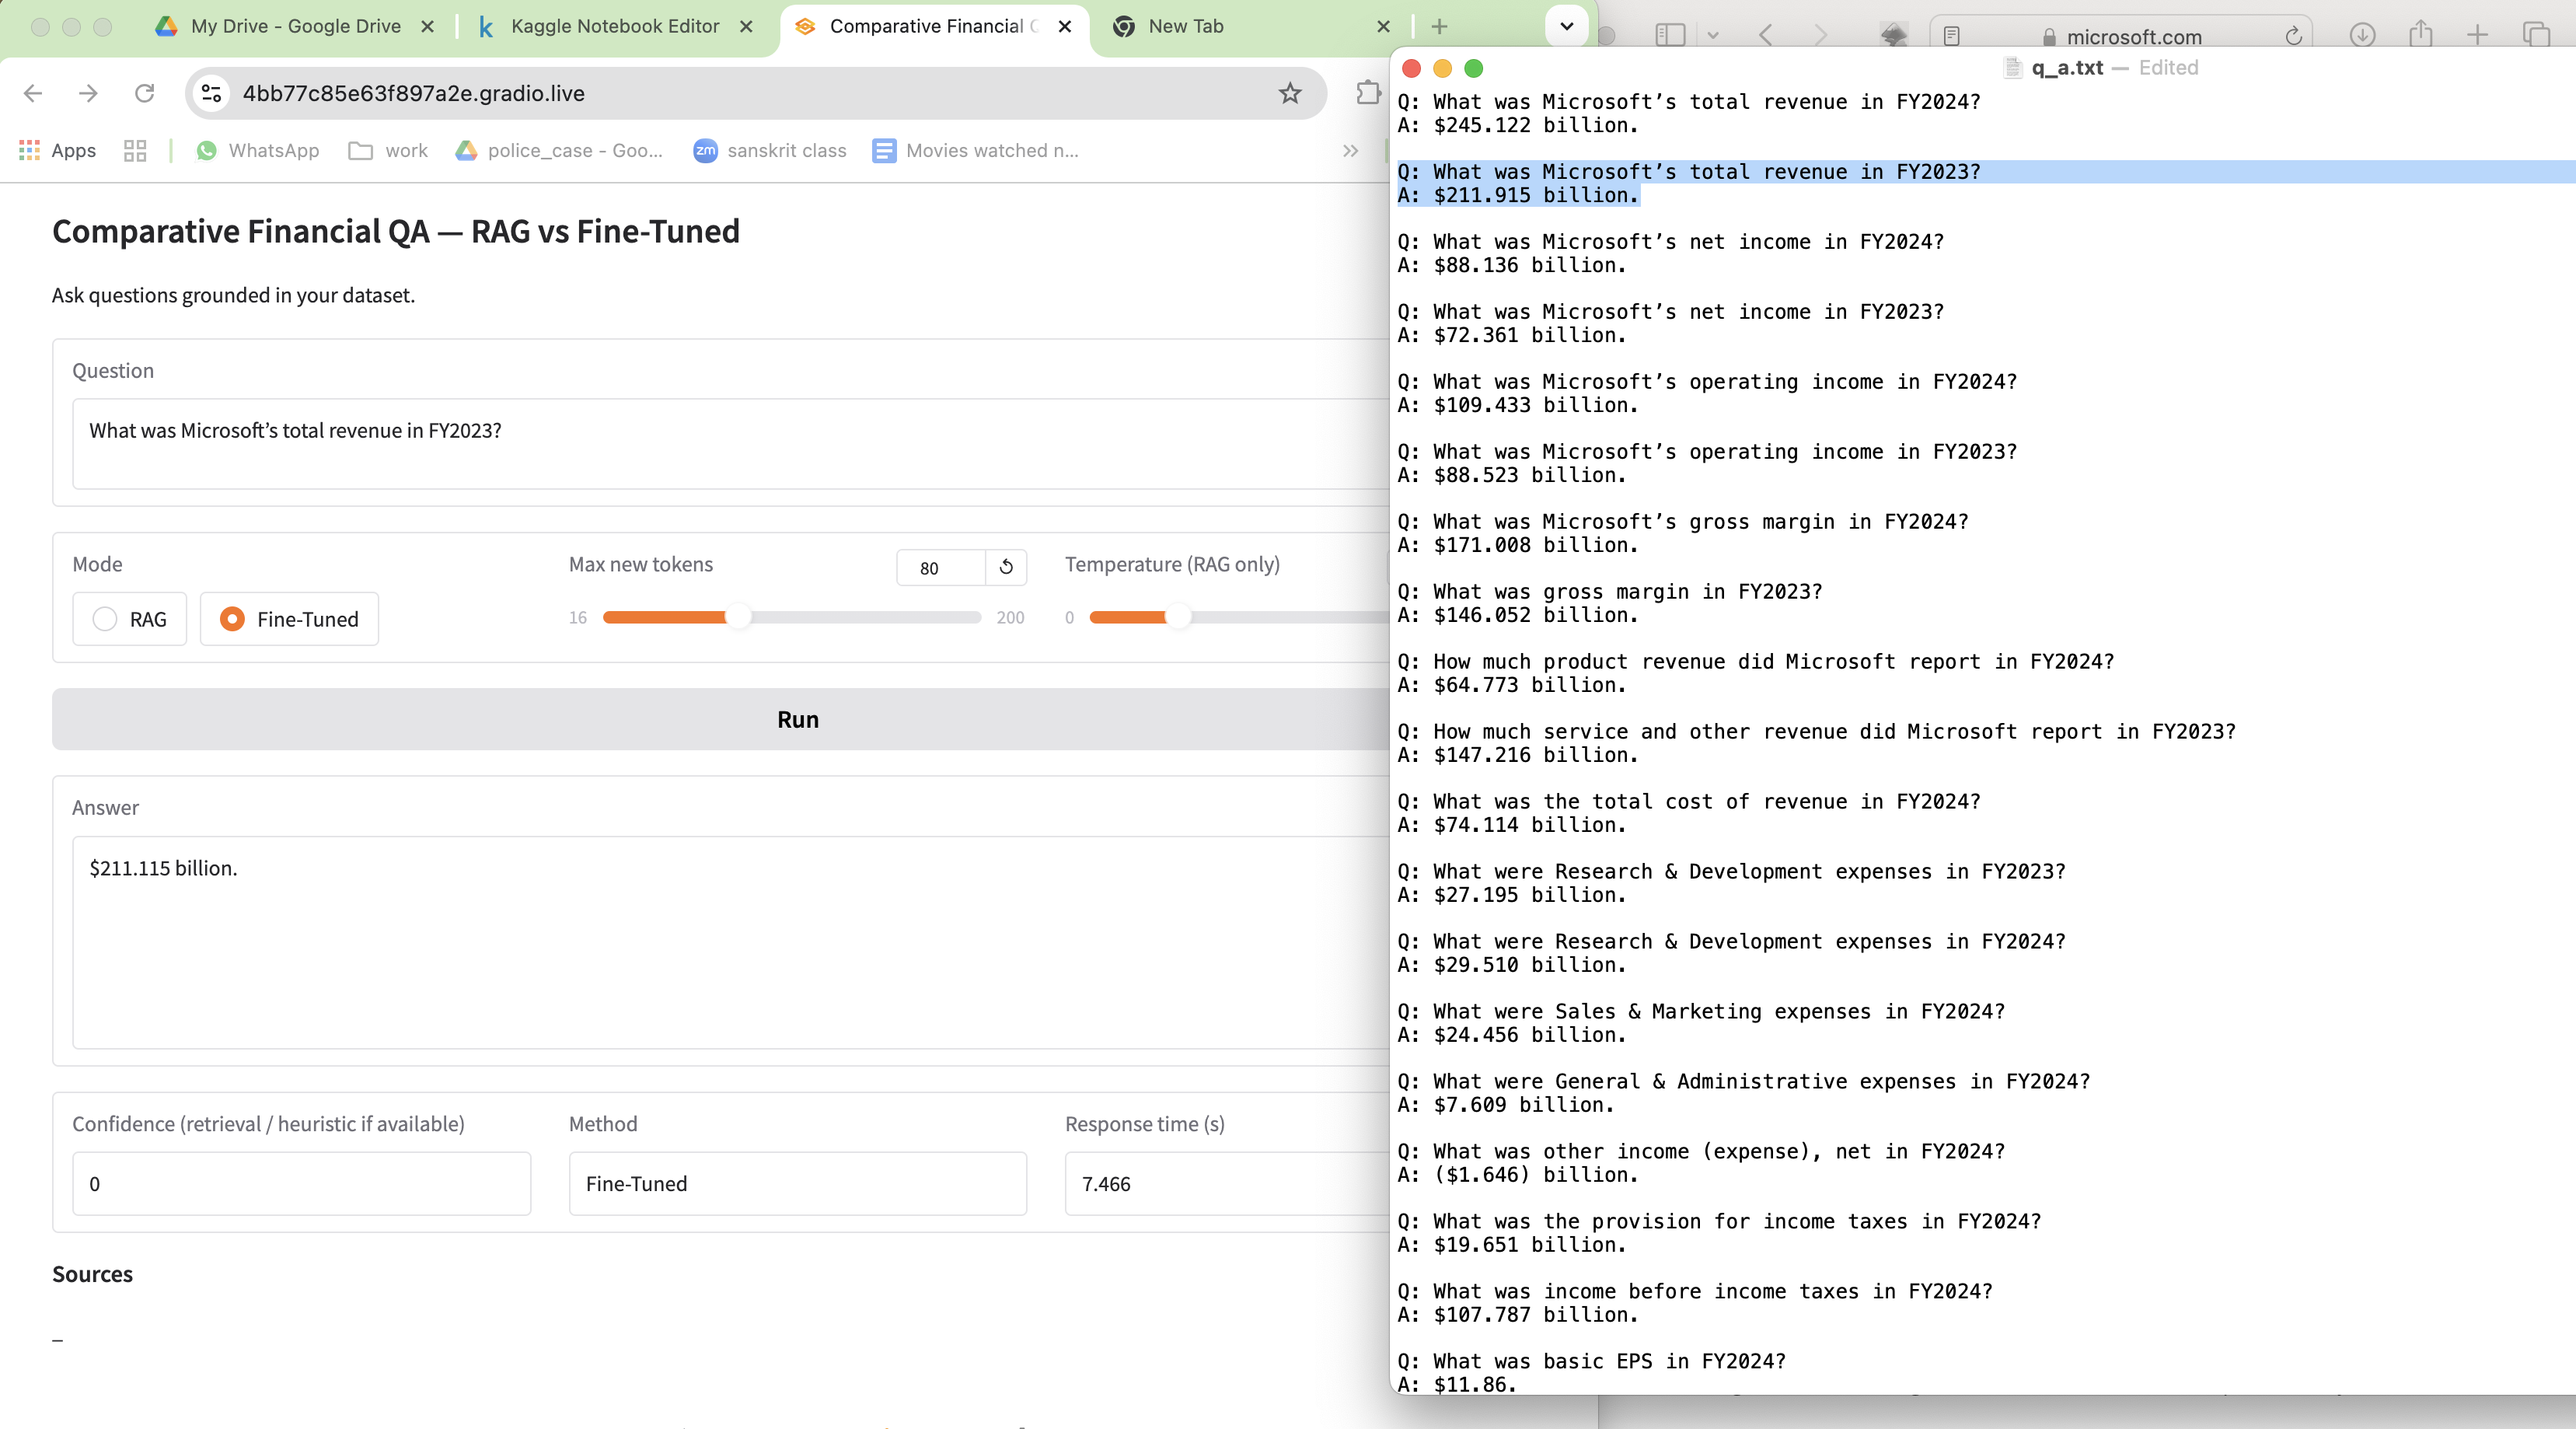 My Drive - Google Drive
Kaggle Notebook Editor
Comparative Financial
New Tab
microsoft.com
4bb77c85e63f897a2e.gradio.live
Apps
WhatsApp
work
police_case - Goo...
zm
sanskrit class
Movies watched n...
Comparative Financial QA — RAG vs Fine-Tuned
Ask questions grounded in your dataset.
Question
What was Microsoft’s total revenue in FY2023?
Mode
Max new tokens
80
Temperature (RAG only)
RAG
Fine-Tuned
16
200
0
Run
Answer
$211.115 billion.
Confidence (retrieval / heuristic if available)
Method
Response time (s)
0
Fine-Tuned
7.466
Sources
–
q_a.txt — Edited
Q: What was Microsoft’s total revenue in FY2024?
A: $245.122 billion.
Q: What was Microsoft’s total revenue in FY2023?
A: $211.915 billion.
Q: What was Microsoft’s net income in FY2024?
A: $88.136 billion.
Q: What was Microsoft’s net income in FY2023?
A: $72.361 billion.
Q: What was Microsoft’s operating income in FY2024?
A: $109.433 billion.
Q: What was Microsoft’s operating income in FY2023?
A: $88.523 billion.
Q: What was Microsoft’s gross margin in FY2024?
A: $171.008 billion.
Q: What was gross margin in FY2023?
A: $146.052 billion.
Q: How much product revenue did Microsoft report in FY2024?
A: $64.773 billion.
Q: How much service and other revenue did Microsoft report in FY2023?
A: $147.216 billion.
Q: What was the total cost of revenue in FY2024?
A: $74.114 billion.
Q: What were Research & Development expenses in FY2023?
A: $27.195 billion.
Q: What were Research & Development expenses in FY2024?
A: $29.510 billion.
Q: What were Sales & Marketing expenses in FY2024?
A: $24.456 billion.
Q: What were General & Administrative expenses in FY2024?
A: $7.609 billion.
Q: What was other income (expense), net in FY2024?
A: ($1.646) billion.
Q: What was the provision for income taxes in FY2024?
A: $19.651 billion.
Q: What was income before income taxes in FY2024?
A: $107.787 billion.
Q: What was basic EPS in FY2024?
A: $11.86.